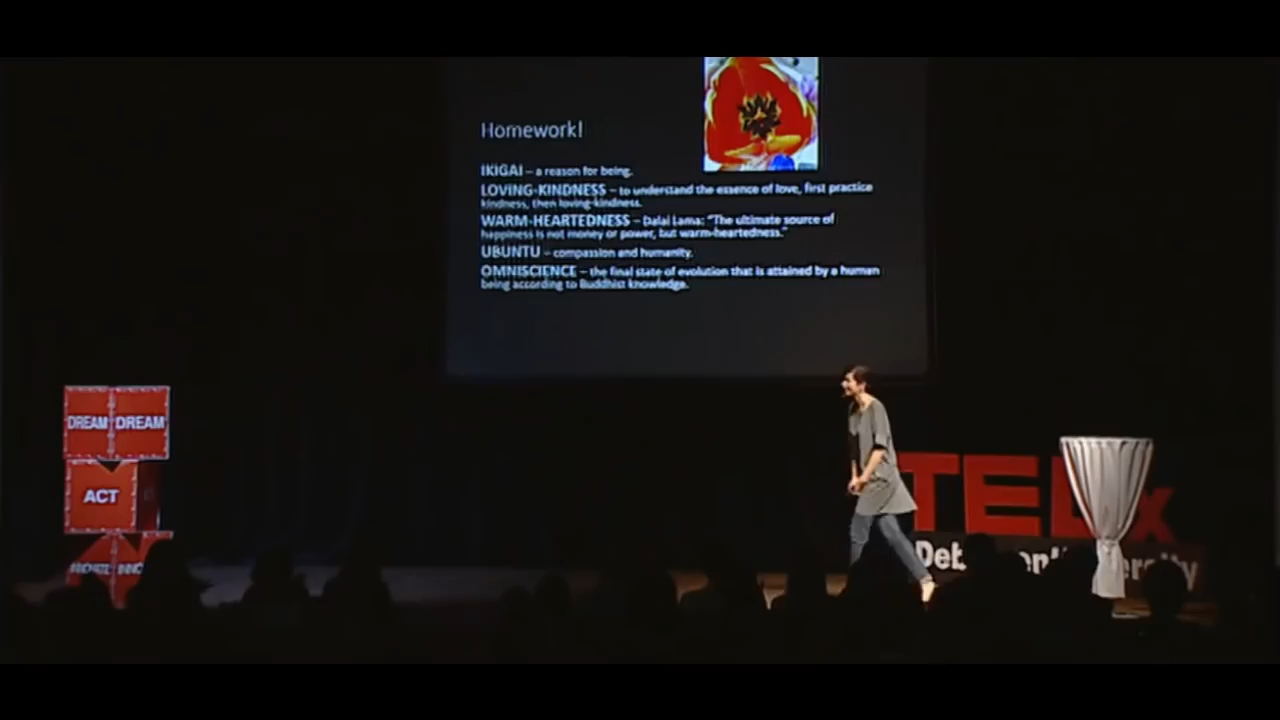 Homework!
IKIGAI – a reason for being.
LOVING-KINDNESS – to understand the essence of love, first practice
kindness, then loving-kindness.
WARM-HEARTEDNESS – Dalai Lama: "The ultimate source of
happiness is not money or power, but warm-heartedness."
UBUNTU – compassion and humanity.
OMNISCIENCE – the final state of evolution that is attained by a human
being according to Buddhist knowledge.
DREAM DREAM
ACT
TEDx